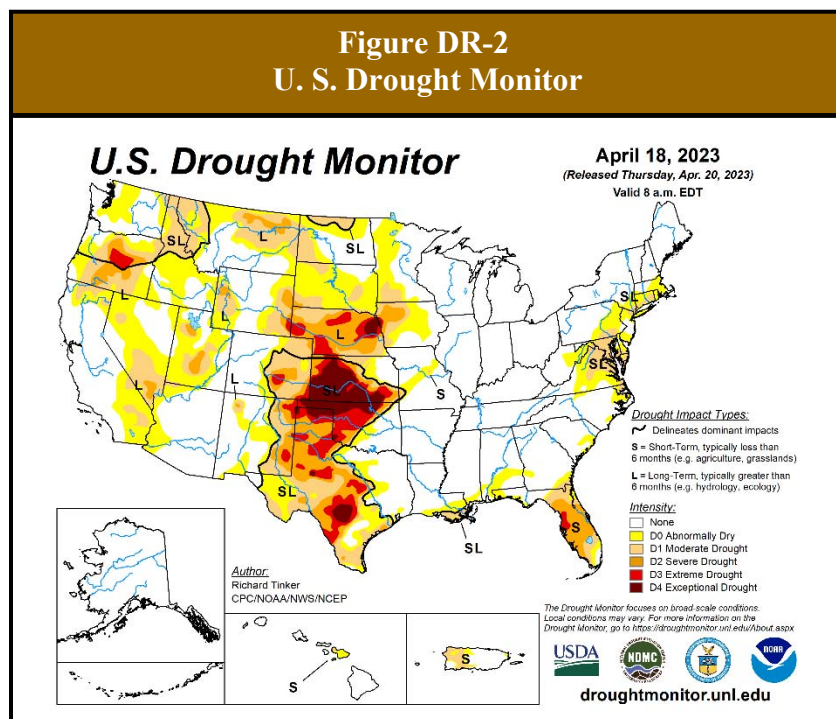 Figure DR-2
U. S. Drought Monitor
U.S. Drought Monitor
April 18, 2023
(Released Thursday, Apr. 20, 2023)
Valid 8 a.m. EDT
SL
L
SL
L
L
L
SL
L
L
SL
S
SL
SL
S
SL
Drought Impact Types:
Delineates dominant impacts
S = Short-Term, typically less than
6 months (e.g. agriculture, grasslands)
L = Long-Term, typically greater than
6 months (e.g. hydrology, ecology)
Intensity:
None
D0 Abnormally Dry
D1 Moderate Drought
D2 Severe Drought
D3 Extreme Drought
D4 Exceptional Drought
Author:
Richard Tinker
CPC/NOAA/NWS/NCEP
S
S
The Drought Monitor focuses on broad-scale conditions.
Local conditions may vary. For more information on the
Drought Monitor, go to https://droughtmonitor.unl.edu/About.aspx
USDA
NDMC
NOAA
droughtmonitor.unl.edu